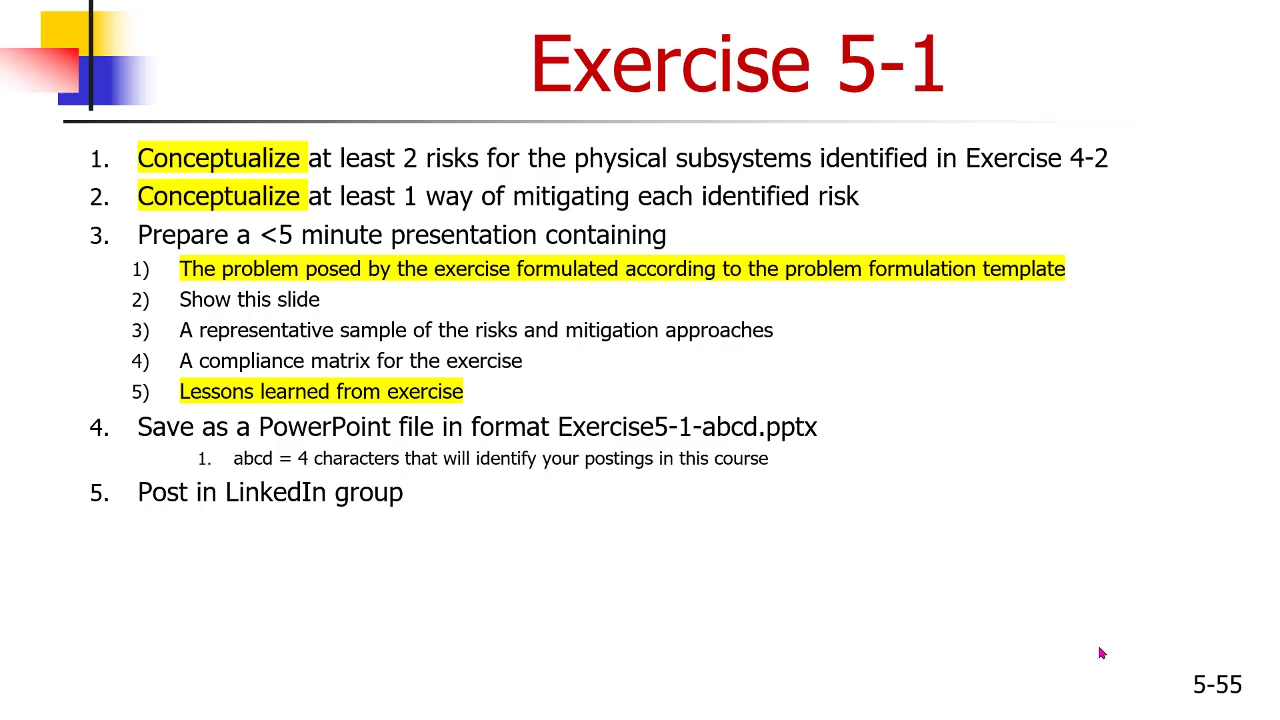 Exercise 5-1
1. Conceptualize at least 2 risks for the physical subsystems identified in Exercise 4-2
2. Conceptualize at least 1 way of mitigating each identified risk
3. Prepare a <5 minute presentation containing
1) The problem posed by the exercise formulated according to the problem formulation template
2) Show this slide
3) A representative sample of the risks and mitigation approaches
4) A compliance matrix for the exercise
5) Lessons learned from exercise
4. Save as a PowerPoint file in format Exercise5-1-abcd.pptx
1. abcd = 4 characters that will identify your postings in this course
5. Post in LinkedIn group
5-55